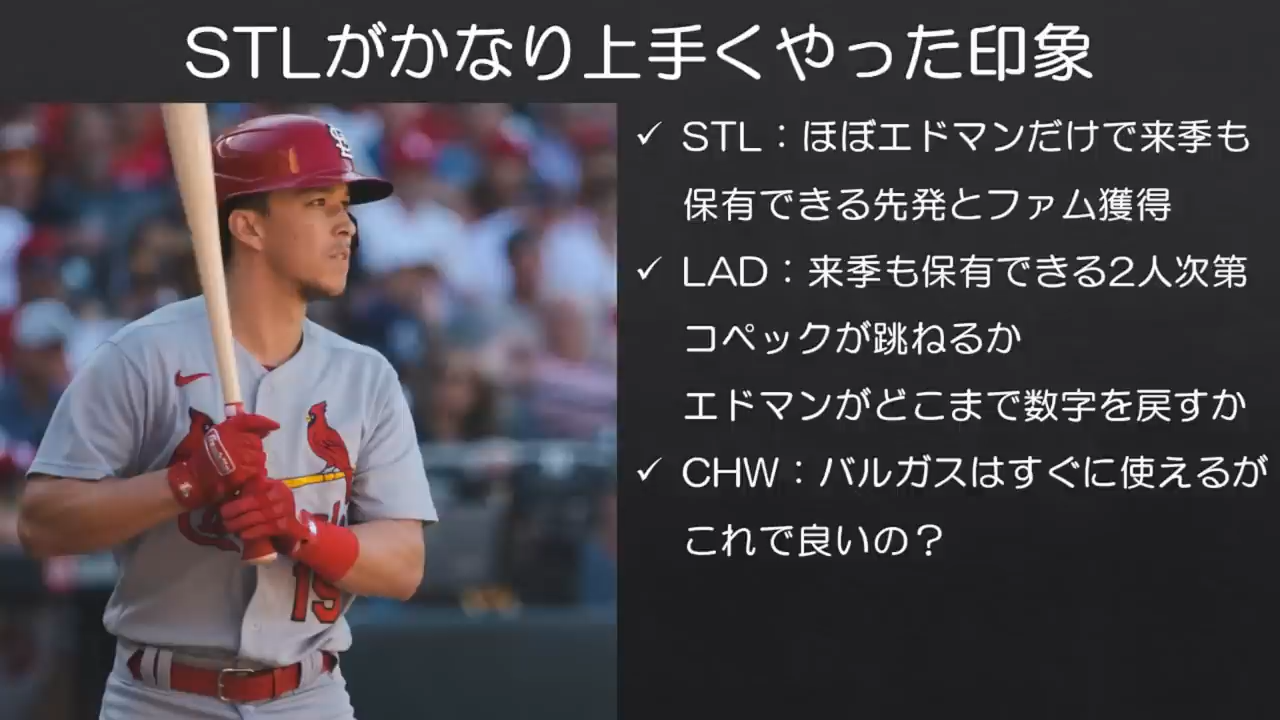 STLがかなり上手くやった印象
✓ STL：ほぼエドマンだけで来季も
保有できる先発とファム獲得
✓ LAD：来季も保有できる2人次第
コペックが跳ねるか
エドマンがどこまで数字を戻すか
✓ CHW：バルガスはすぐに使えるが
これで良いの？
19